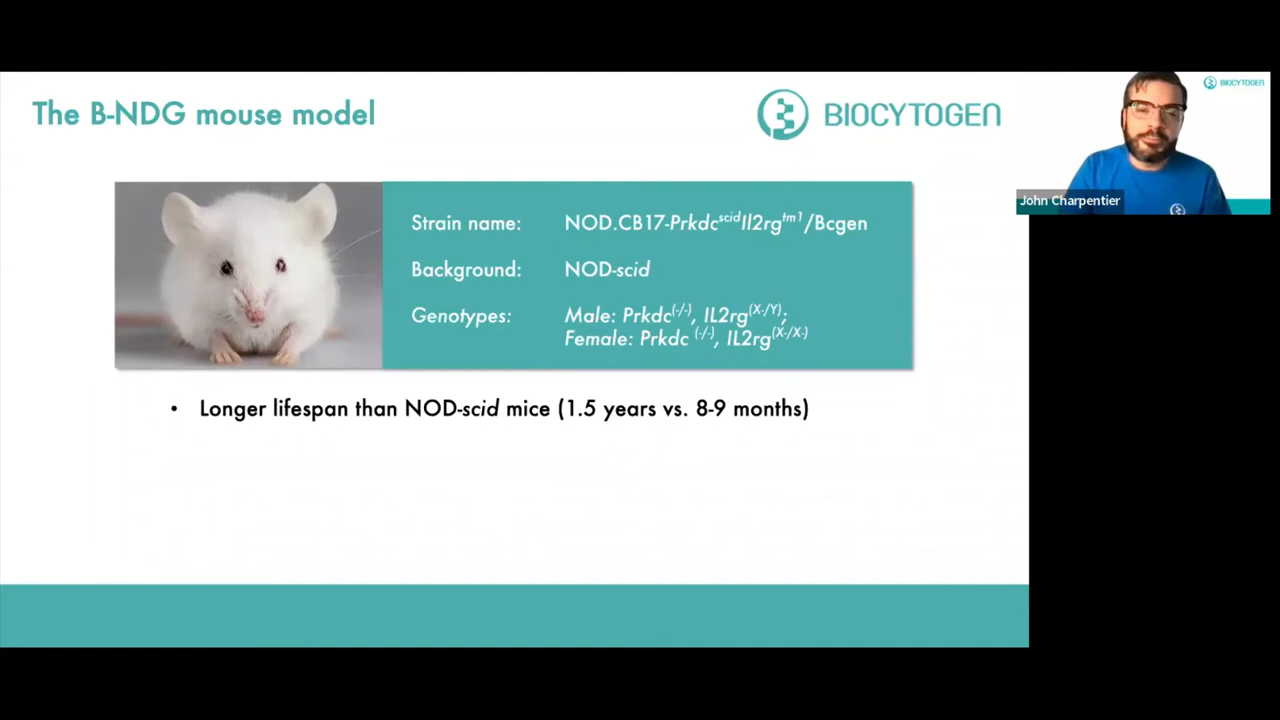 The B-NDG mouse model
BIOCYTOGEN
BIOCYTOGEN
John Charpentier
Strain name: NOD.CB17-Prkdcscid Il2rgtm1/Bcgen
Background: NOD-scid
Genotypes: Male: Prkdc(-/-), IL2rg(X-/Y);
Female: Prkdc (-/-), IL2rg(X-/X-)
• Longer lifespan than NOD-scid mice (1.5 years vs. 8-9 months)